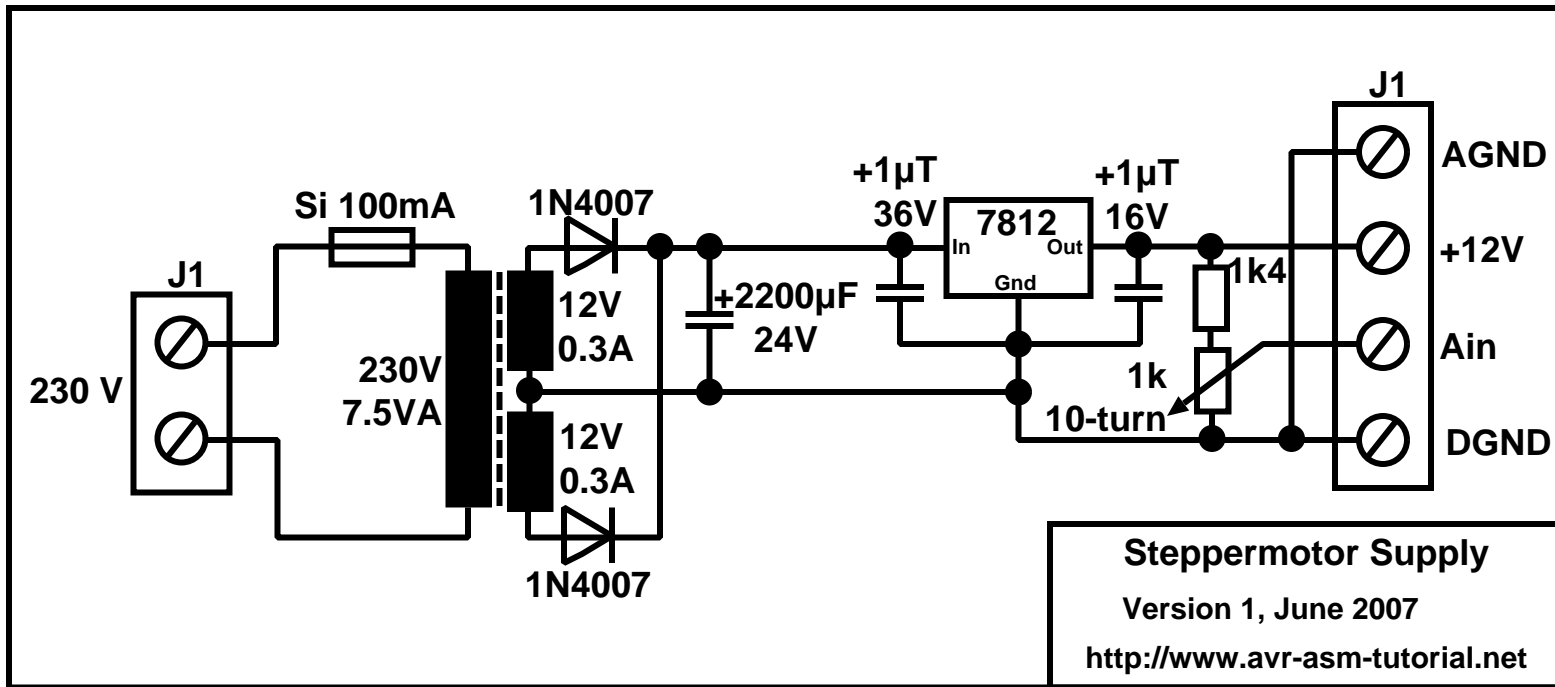 J1
230 V
Si 100mA
230V
7.5VA
1N4007
12V
0.3A
12V
0.3A
1N4007
+2200µF
24V
+1µT
36V
7812
In
Out
Gnd
+1µT
16V
1k4
1k
10-turn
J1
AGND
+12V
Ain
DGND
Steppermotor Supply
Version 1, June 2007
http://www.avr-asm-tutorial.net